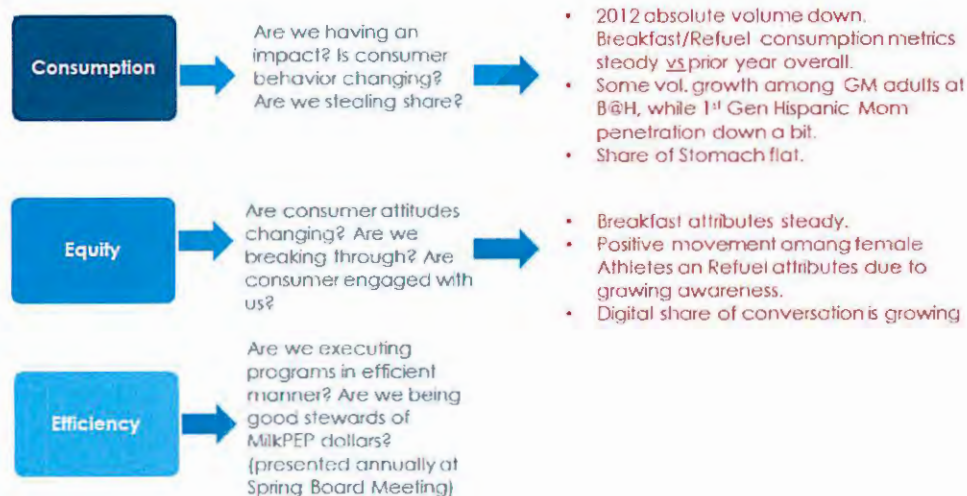 Consumption
Are we having an
impact? Is consumer
behavior changing?
Are we stealing share?
• 2012 absolute volume down.
Breakfast/Refuel consumption metrics
steady vs prior year overall.
• Some vol. growth among GM adults at
B@H, while 1st Gen Hispanic Mom
penetration down a bit.
• Share of Stomach flat.
Equity
Are consumer attitudes
changing? Are we
breaking through? Are
consumer engaged with
us?
• Breakfast attributes steady.
• Positive movement among female
Athletes an Refuel attributes due to
growing awareness.
• Digital share of conversation is growing
Efficiency
Are we executing
programs in efficient
manner? Are we being
good stewards of
MilkPEP dollars?
(presented annually at
Spring Board Meeting)